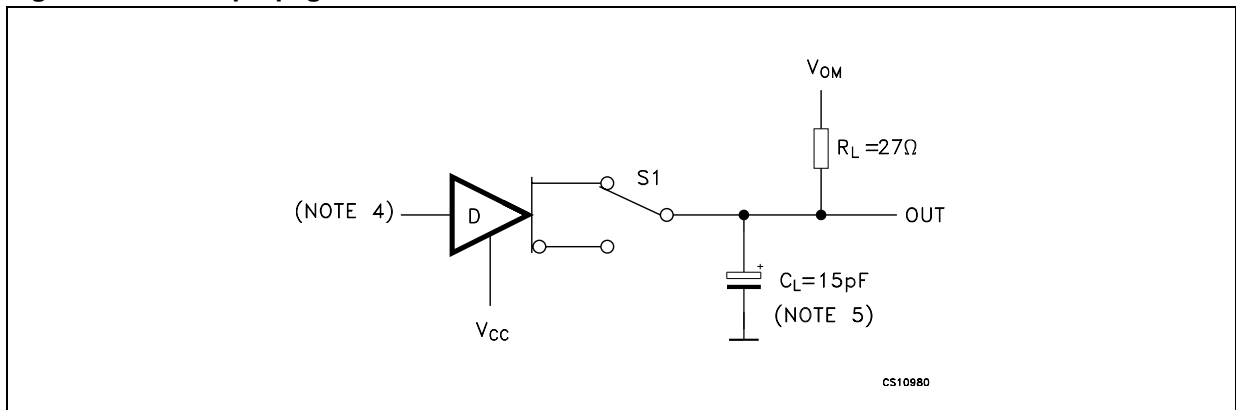 V_OM
R_L=27Ω
S1
(NOTE 4)
D
OUT
+
C_L=15pF
(NOTE 5)
V_CC
CS10980